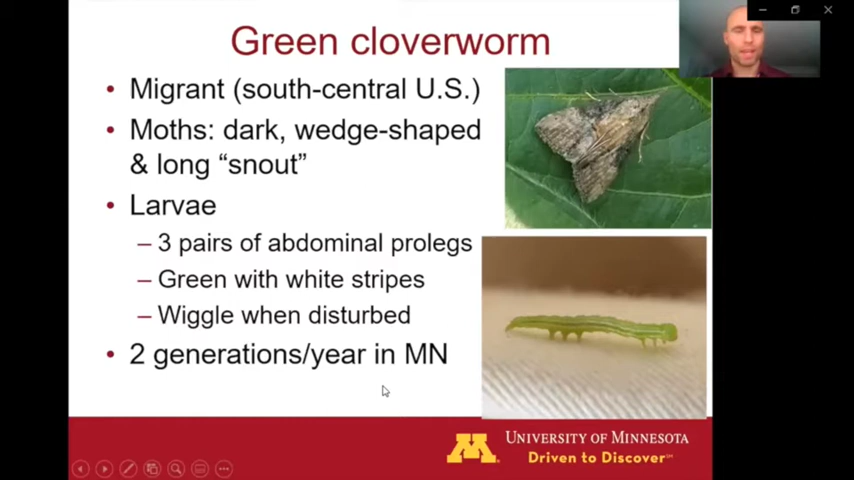 Green cloverworm
• Migrant (south-central U.S.)
• Moths: dark, wedge-shaped
& long “snout”
• Larvae
– 3 pairs of abdominal prolegs
– Green with white stripes
– Wiggle when disturbed
• 2 generations/year in MN
M
UNIVERSITY OF MINNESOTA
Driven to Discover℠